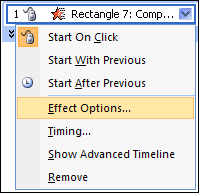 1 Rectangle 7: Comp...
Start On Click
Start With Previous
Start After Previous
Effect Options...
Timing...
Show Advanced Timeline
Remove